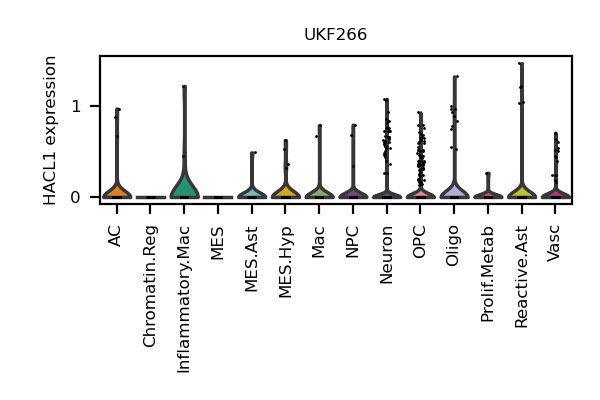 UKF266
HACL1 expression
1
0
AC
Chromatin.Reg
Inflammatory.Mac
MES
MES.Ast
MES.Hyp
Mac
NPC
Neuron
OPC
Oligo
Prolif.Metab
Reactive.Ast
Vasc